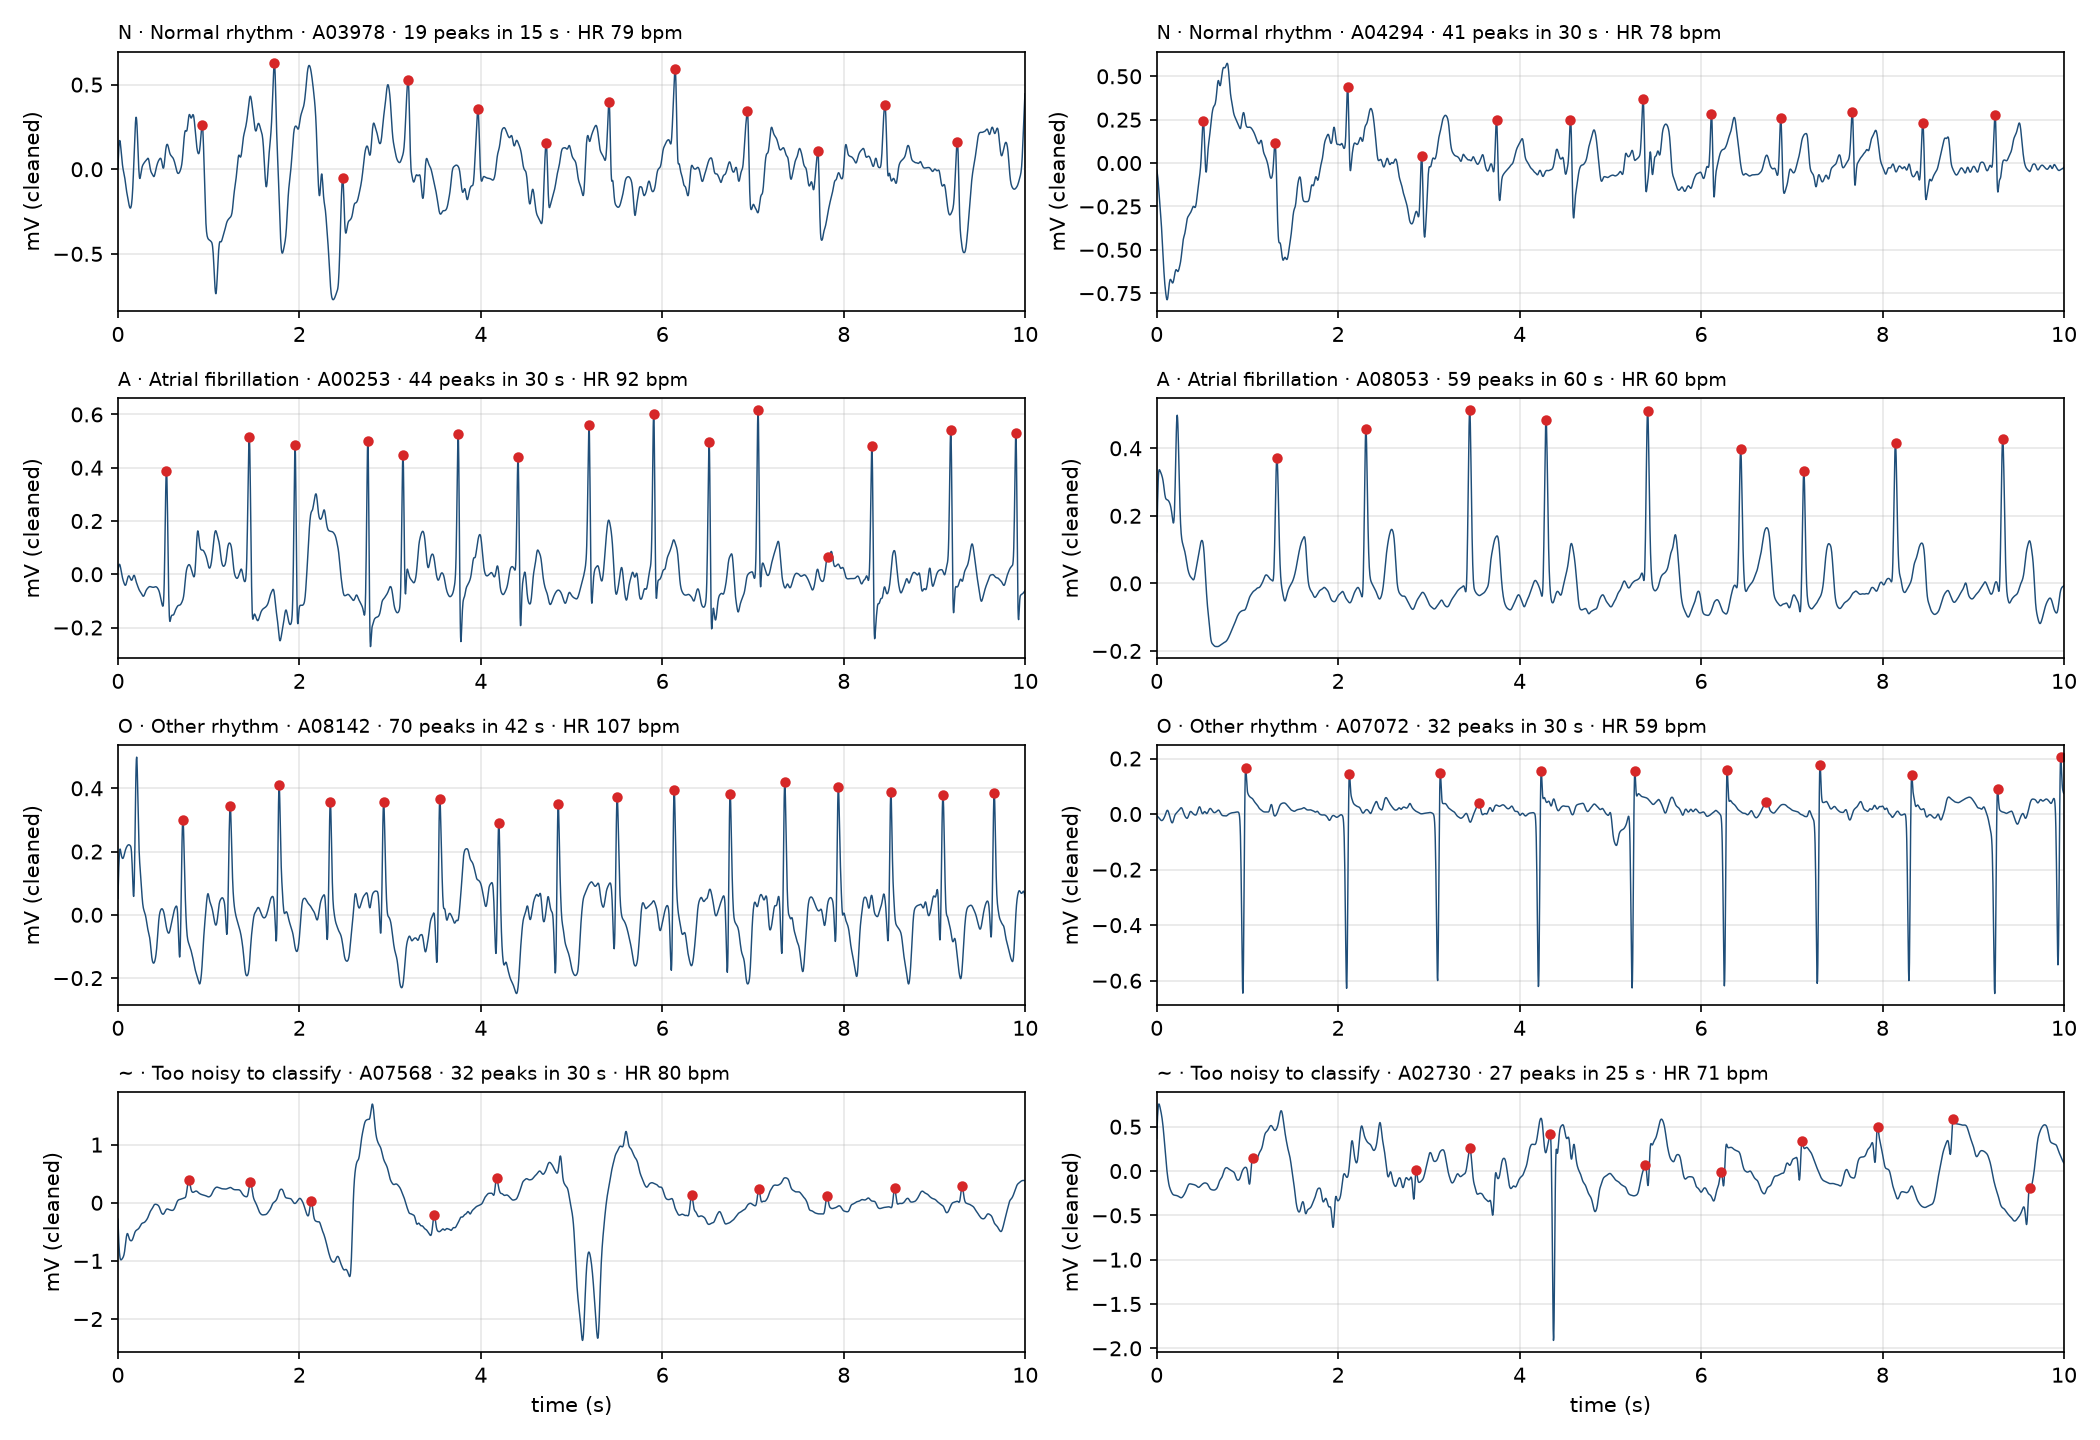 N · Normal rhythm · A03978 · 19 peaks in 15 s · HR 79 bpm
mV (cleaned)
0.5
0.0
−0.5
0 2 4 6 8 10
N · Normal rhythm · A04294 · 41 peaks in 30 s · HR 78 bpm
mV (cleaned)
0.50
0.25
0.00
−0.25
−0.50
−0.75
0 2 4 6 8 10
A · Atrial fibrillation · A00253 · 44 peaks in 30 s · HR 92 bpm
mV (cleaned)
0.6
0.4
0.2
0.0
−0.2
0 2 4 6 8 10
A · Atrial fibrillation · A08053 · 59 peaks in 60 s · HR 60 bpm
mV (cleaned)
0.4
0.2
0.0
−0.2
0 2 4 6 8 10
O · Other rhythm · A08142 · 70 peaks in 42 s · HR 107 bpm
mV (cleaned)
0.4
0.2
0.0
−0.2
0 2 4 6 8 10
O · Other rhythm · A07072 · 32 peaks in 30 s · HR 59 bpm
mV (cleaned)
0.2
0.0
−0.2
−0.4
−0.6
0 2 4 6 8 10
~ · Too noisy to classify · A07568 · 32 peaks in 30 s · HR 80 bpm
mV (cleaned)
1
0
−1
−2
0 2 4 6 8 10
time (s)
~ · Too noisy to classify · A02730 · 27 peaks in 25 s · HR 71 bpm
mV (cleaned)
0.5
0.0
−0.5
−1.0
−1.5
−2.0
0 2 4 6 8 10
time (s)